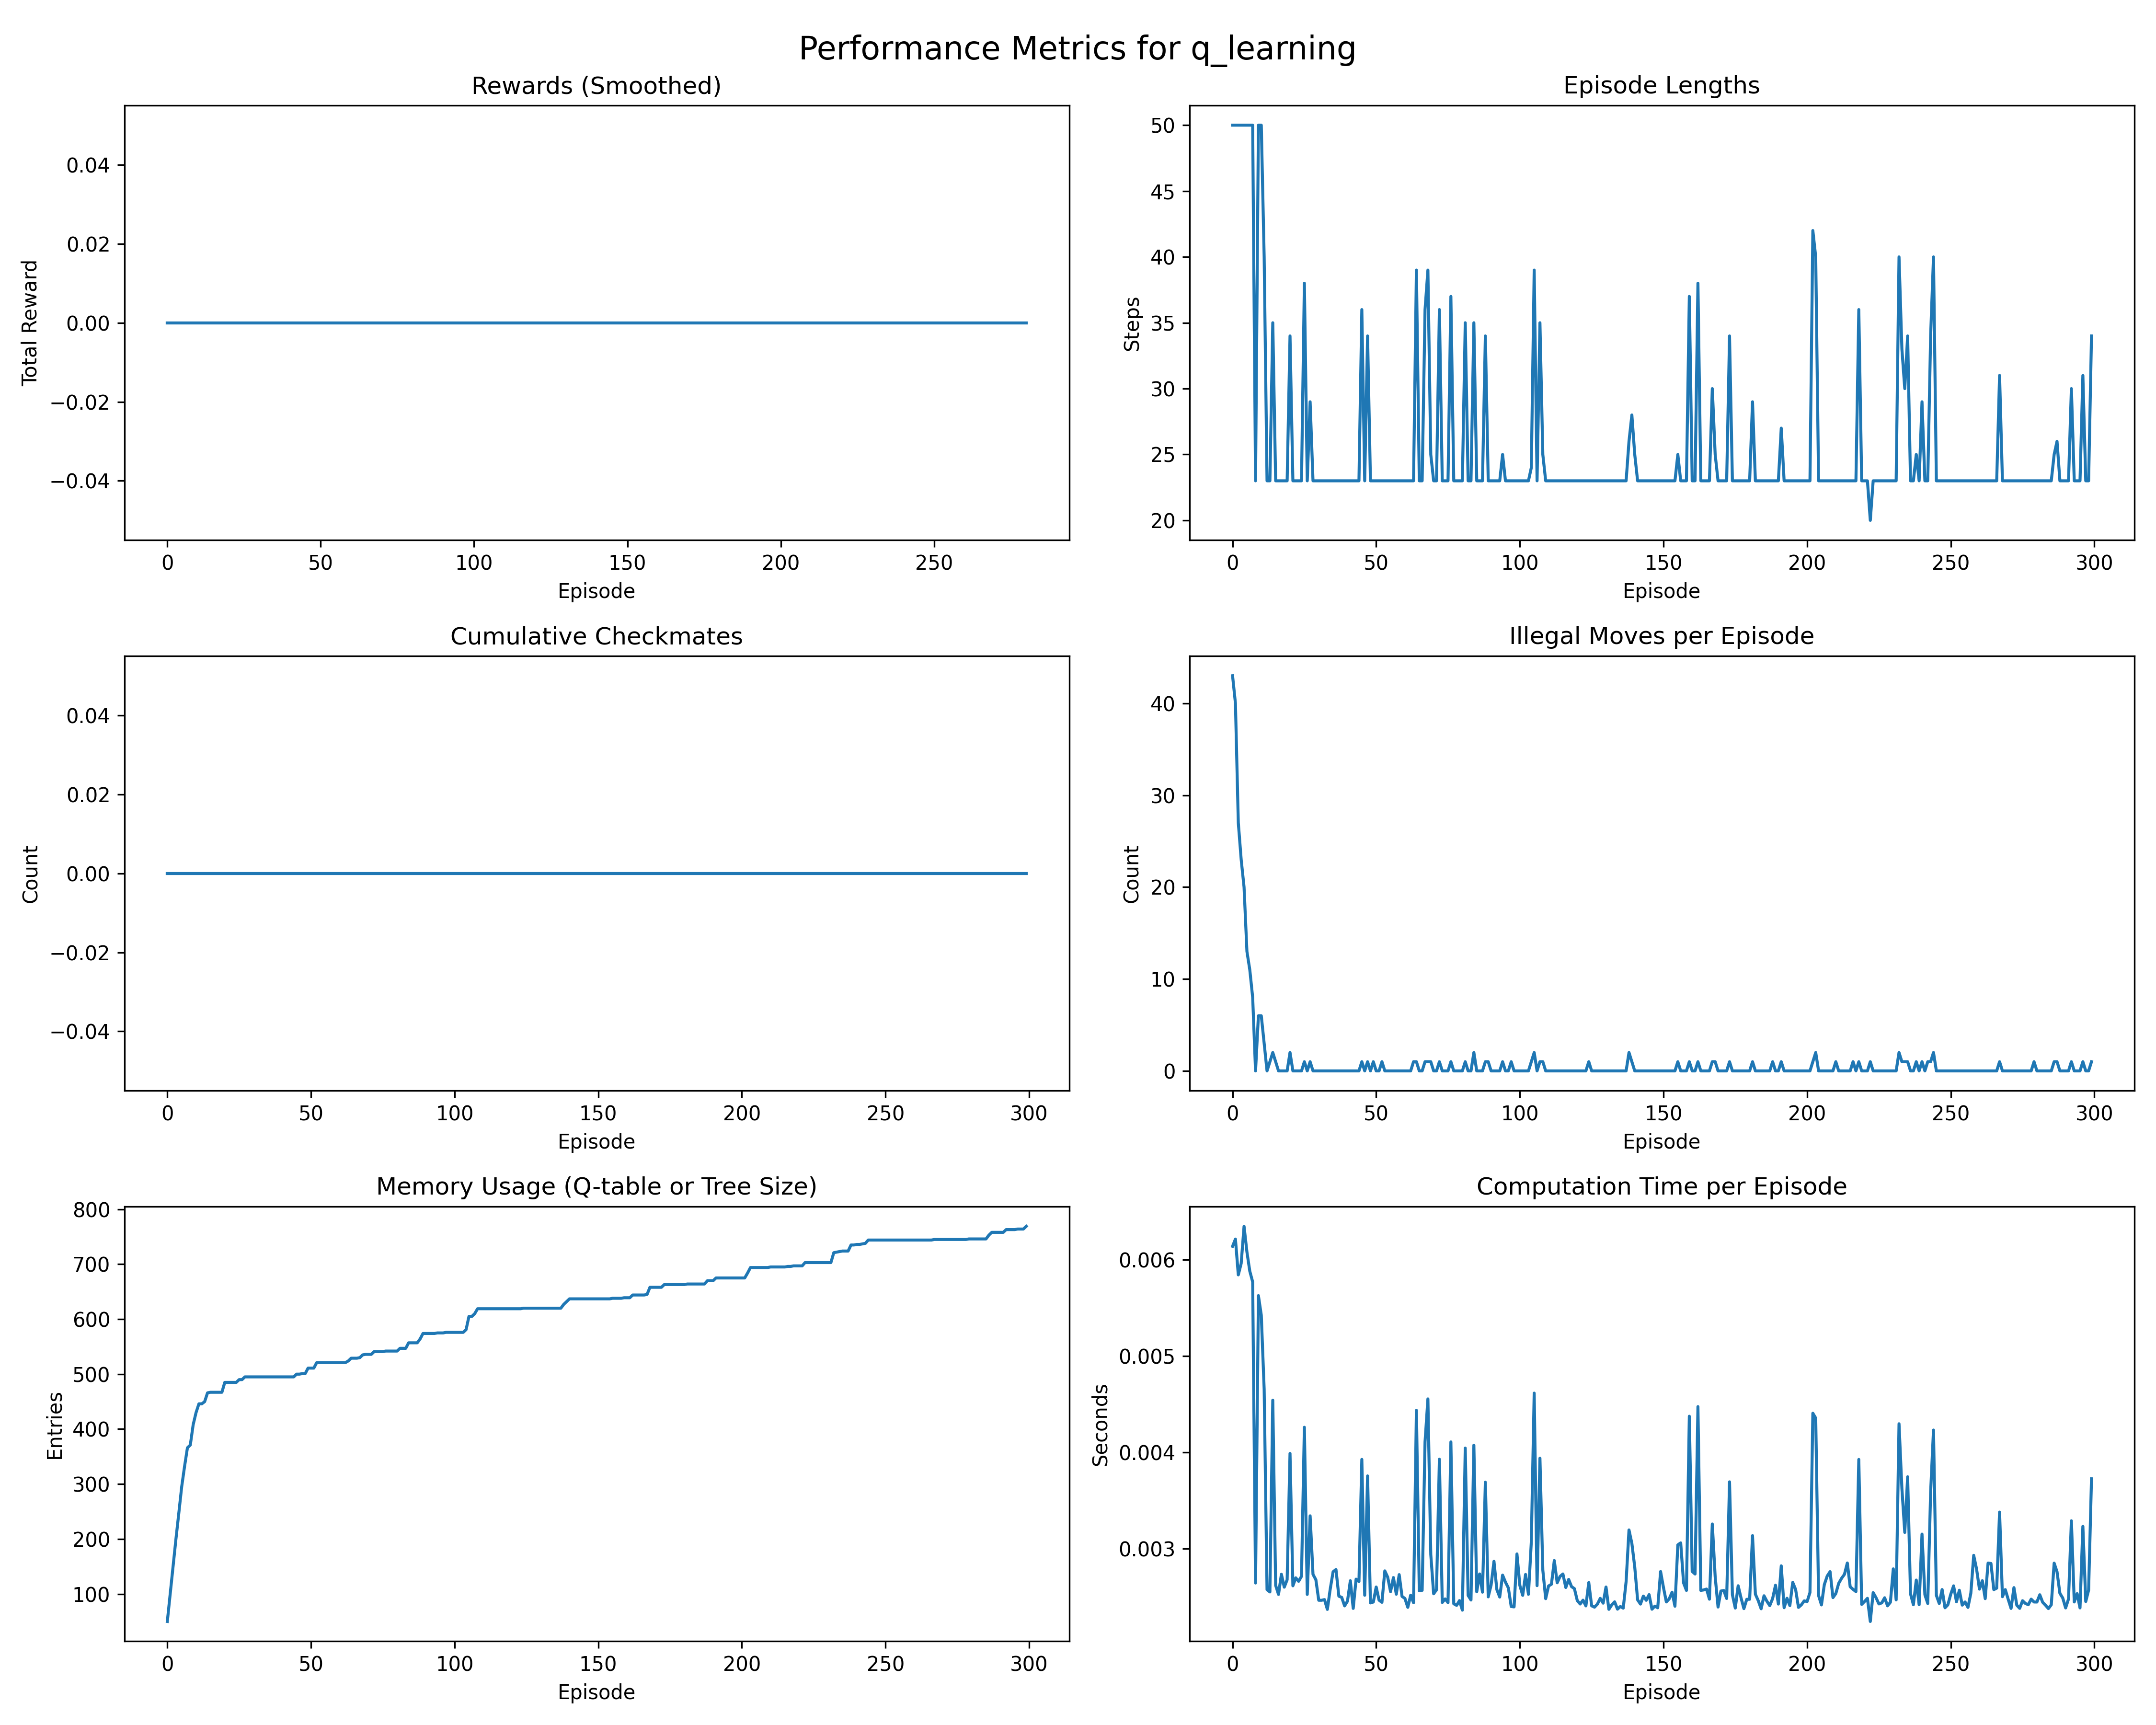 Performance Metrics for q_learning
Rewards (Smoothed)
Total Reward
0.04
0.02
0.00
−0.02
−0.04
0 50 100 150 200 250
Episode
Episode Lengths
Steps
50
45
40
35
30
25
20
0 50 100 150 200 250 300
Episode
Cumulative Checkmates
Count
0.04
0.02
0.00
−0.02
−0.04
0 50 100 150 200 250 300
Episode
Illegal Moves per Episode
Count
40
30
20
10
0
0 50 100 150 200 250 300
Episode
Memory Usage (Q-table or Tree Size)
Entries
800
700
600
500
400
300
200
100
0 50 100 150 200 250 300
Episode
Computation Time per Episode
Seconds
0.006
0.005
0.004
0.003
0 50 100 150 200 250 300
Episode